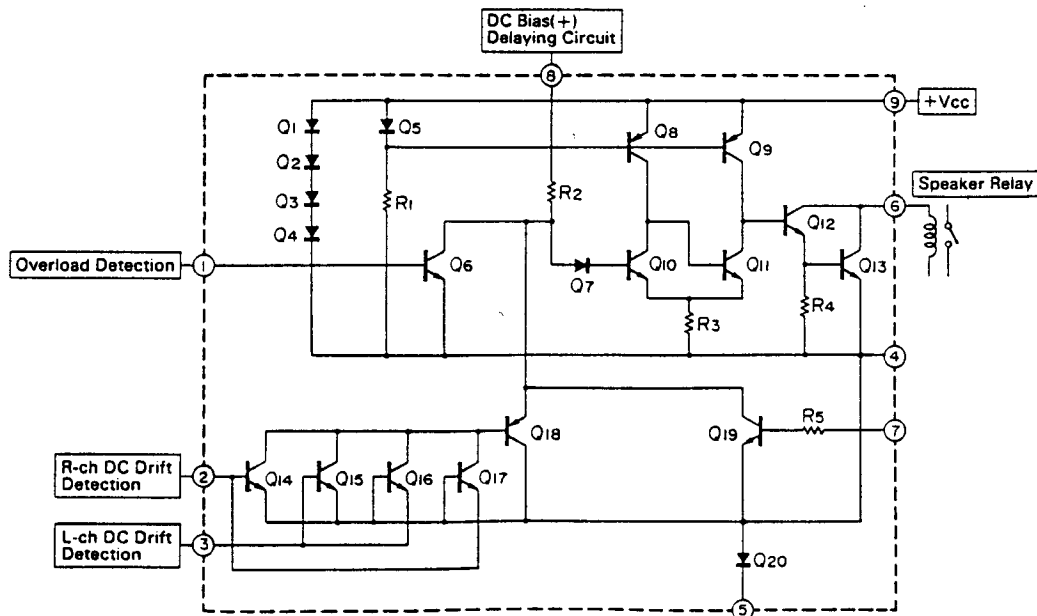 DC Bias(+)
Delaying Circuit
8
9
+Vcc
Q1
Q5
Q8
Q9
Q2
Q3
R1
R2
Speaker Relay
6
Q12
Q4
Overload Detection
1
Q6
Q7
Q10
Q11
Q13
R4
R3
4
R5
Q18
Q19
7
R-ch DC Drift
Detection
2
Q14
Q15
Q16
Q17
L-ch DC Drift
Detection
3
Q20
5